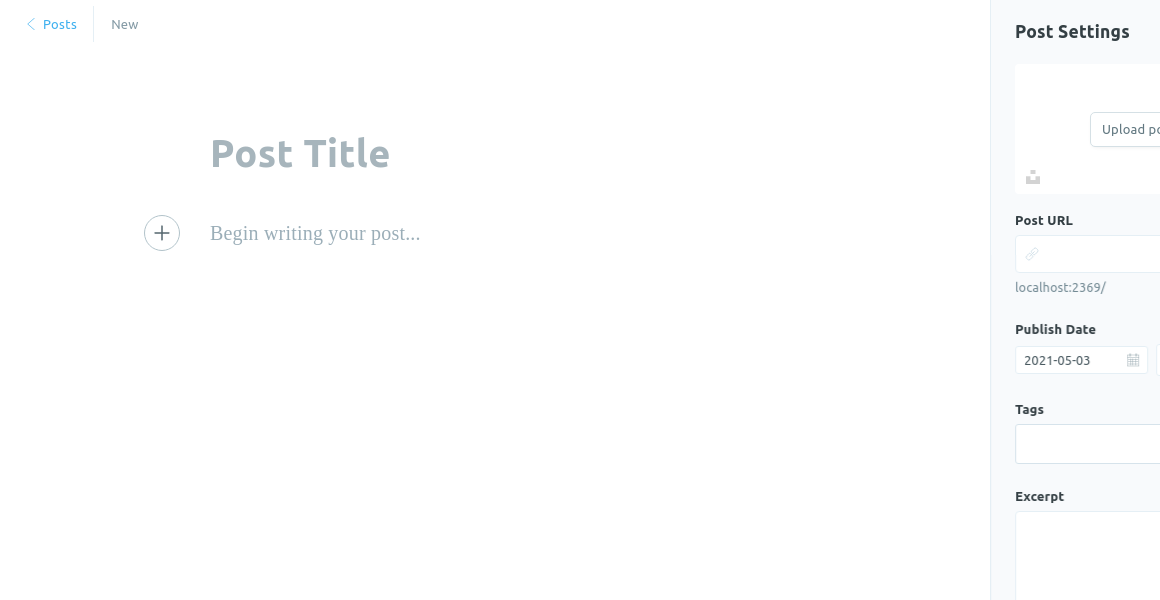 Posts
New
Post Title
Begin writing your post...
Post Settings
Upload
Post URL
localhost:2369/
Publish Date
2021-05-03
Tags
Excerpt